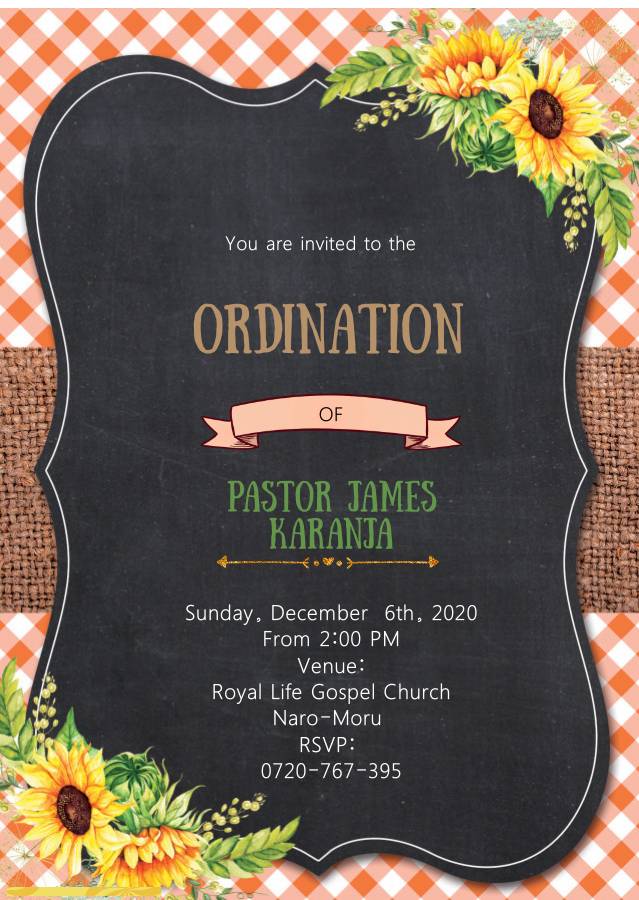 You are invited to the
ORDINATION
OF
PASTOR JAMES
KARANJA
Sunday, December 6th, 2020
From 2:00 PM
Venue:
Royal Life Gospel Church
Naro-Moru
RSVP:
0720-767-395